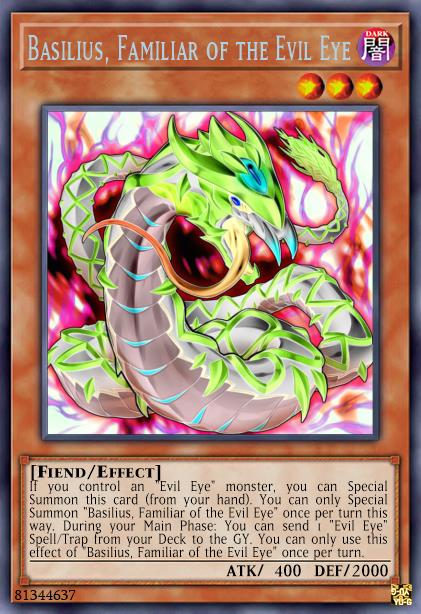 BASILIUS, FAMILIAR OF THE EVIL EYE
DARK
闇
[FIEND/EFFECT]
If you control an "Evil Eye" monster, you can Special
Summon this card (from your hand). You can only Special
Summon "Basilius, Familiar of the Evil Eye" once per turn this
way. During your Main Phase: You can send 1 "Evil Eye"
Spell/Trap from your Deck to the GY. You can only use this
effect of "Basilius, Familiar of the Evil Eye" once per turn.
ATK/ 400 DEF/2000
81344637